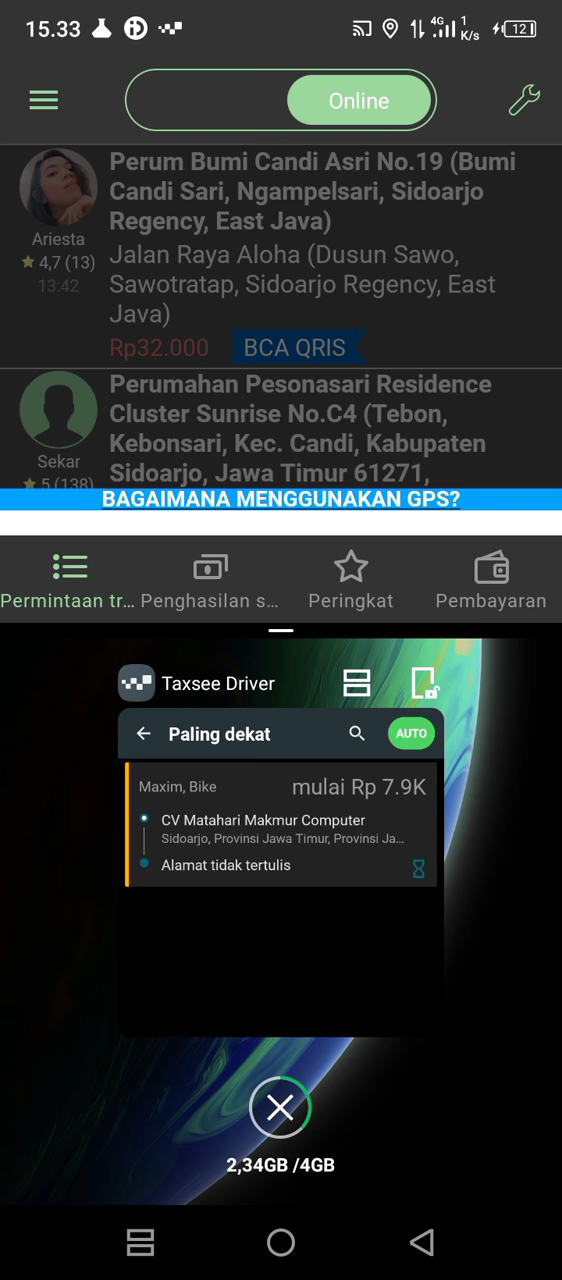 15.33
4G
1
K/s
12
Online
Perum Bumi Candi Asri No.19 (Bumi
Candi Sari, Ngampelsari, Sidoarjo
Regency, East Java)
Ariesta
4,7 (13)
13:42
Jalan Raya Aloha (Dusun Sawo,
Sawotratap, Sidoarjo Regency, East
Java)
Rp32.000
BCA QRIS
Perumahan Pesonasari Residence
Cluster Sunrise No.C4 (Tebon,
Kebonsari, Kec. Candi, Kabupaten
Sidoarjo, Jawa Timur 61271,
Sekar
5 (138)
BAGAIMANA MENGGUNAKAN GPS?
Permintaan tr...
Penghasilan s...
Peringkat
Pembayaran
Taxsee Driver
Paling dekat
AUTO
Maxim, Bike
mulai Rp 7.9K
CV Matahari Makmur Computer
Sidoarjo, Provinsi Jawa Timur, Provinsi Ja...
Alamat tidak tertulis
2,34GB /4GB